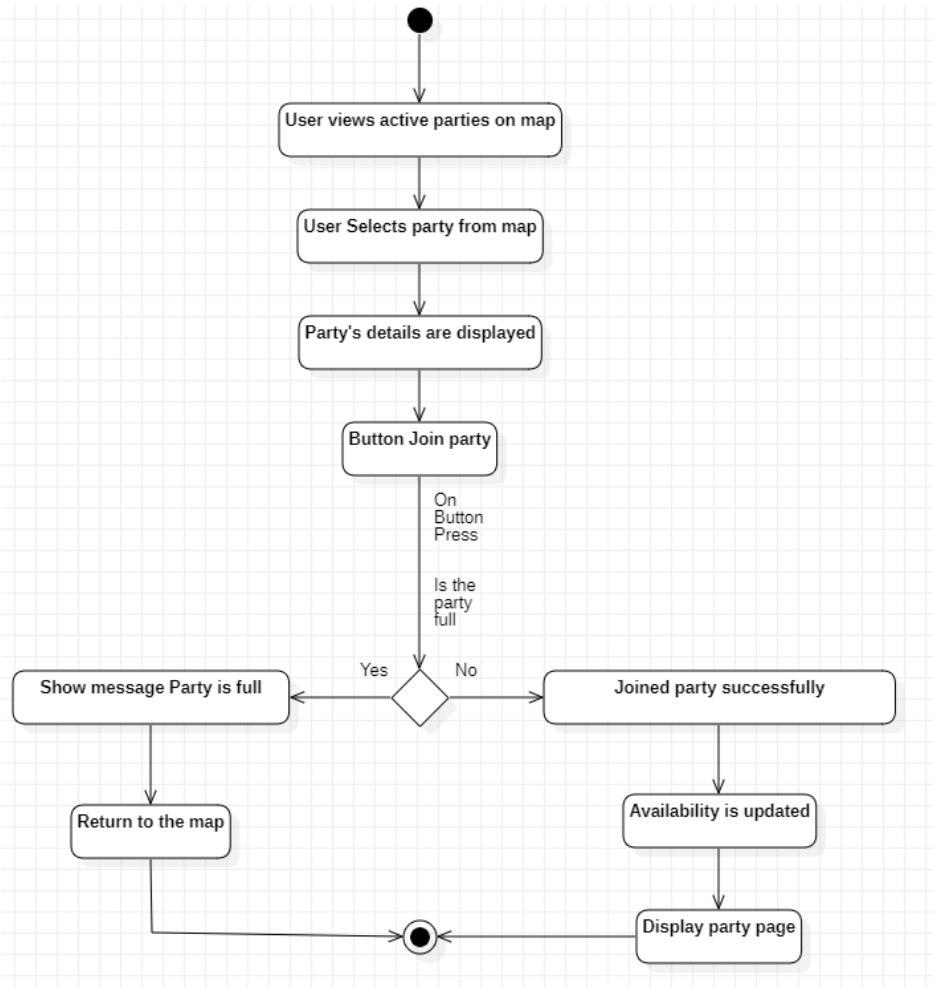 User views active parties on map
User Selects party from map
Party's details are displayed
Button Join party
On
Button
Press
Is the
party
full
Yes
No
Show message Party is full
Joined party successfully
Return to the map
Availability is updated
Display party page